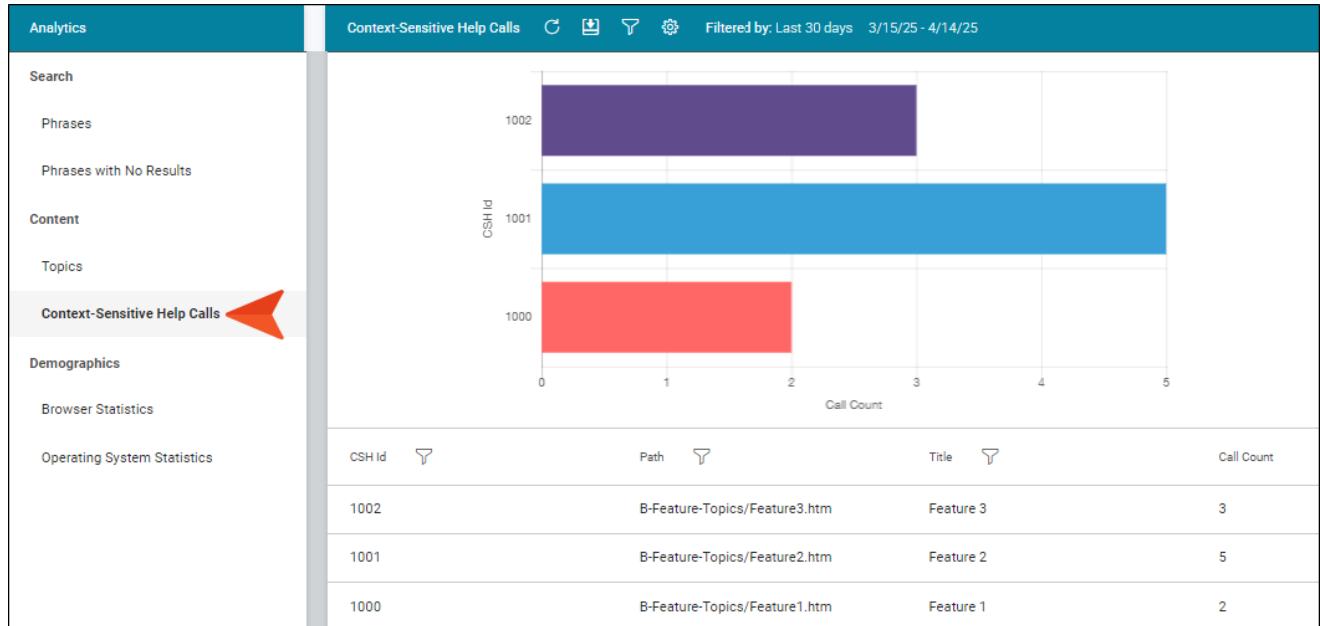 Analytics
Context-Sensitive Help Calls Filtered by: Last 30 days 3/15/25 - 4/14/25
Search
Phrases
Phrases with No Results
Content
Topics
Context-Sensitive Help Calls
Demographics
Browser Statistics
Operating System Statistics
CSH Id
1002
1001
1000
0 1 2 3 4 5
Call Count
CSH Id Path Title Call Count
1002 B-Feature-Topics/Feature3.htm Feature 3 3
1001 B-Feature-Topics/Feature2.htm Feature 2 5
1000 B-Feature-Topics/Feature1.htm Feature 1 2